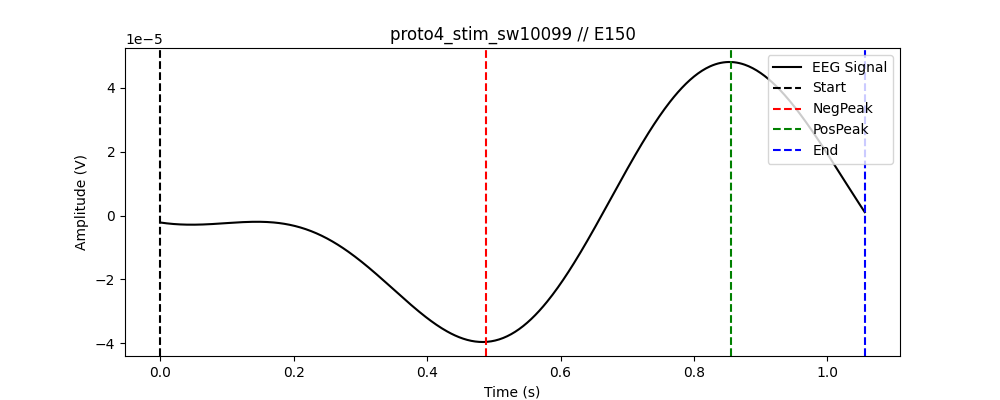 proto4_stim_sw10099 // E150
1e−5
EEG Signal
Start
NegPeak
PosPeak
End
4
2
0
−2
−4
Amplitude (V)
0.0 0.2 0.4 0.6 0.8 1.0
Time (s)